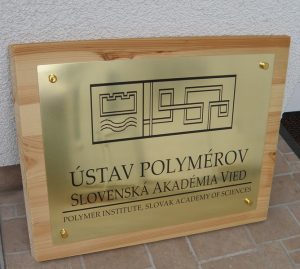 ÚSTAV POLYMÉROV
SLOVENSKÁ AKADÉMIA VIED
POLYMER INSTITUTE, SLOVAK ACADEMY OF SCIENCES